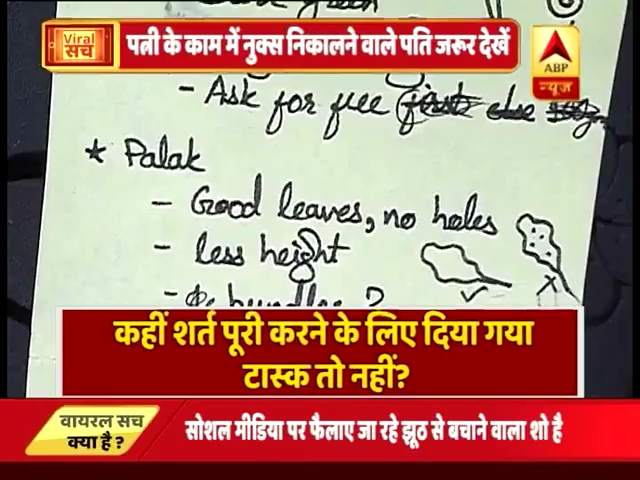 Viral सच
पत्नी के काम में नुक्स निकालने वाले पति जरूर देखें
ABP
न्यूज़
- Ask for free
* Palak
- Good leaves, no holes
- less height
bundles ?
कहीं शर्त पूरी करने के लिए दिया गया
टास्क तो नहीं?
वायरल सच
क्या है ?
सोशल मीडिया पर फैलाए जा रहे झूठ से बचाने वाला शो है